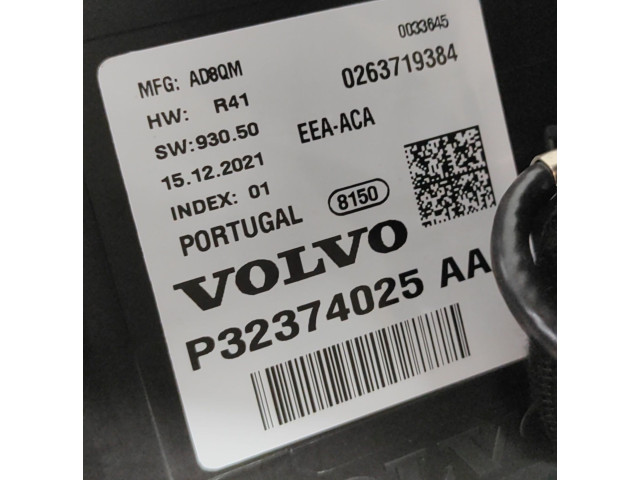 0033645
MFG: AD8QM
0263719384
HW: R41
SW:930.50
EEA-ACA
15.12.2021
INDEX: 01
8150
PORTUGAL
VOLVO
P32374025 AA